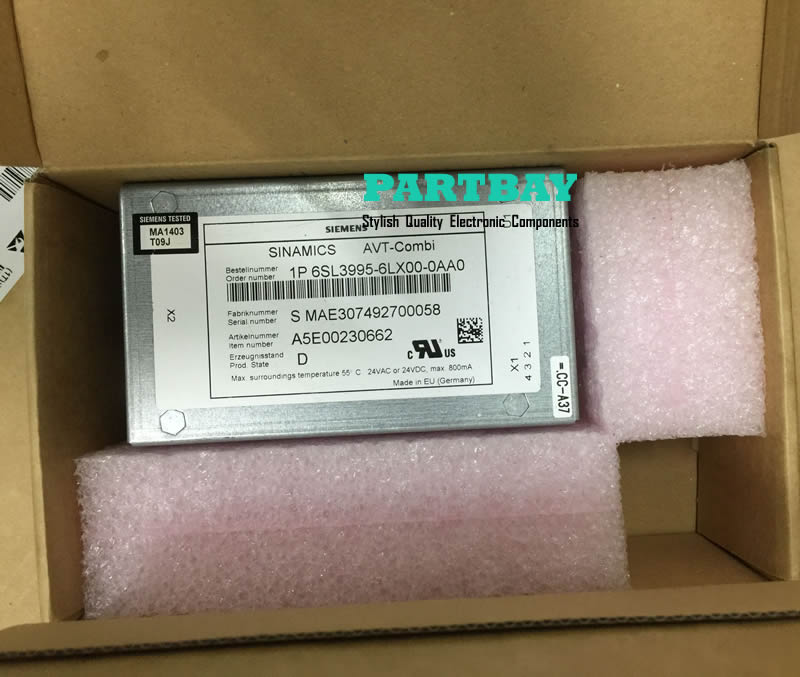 PARTBAY
Stylish Quality Electronic Components
SIEMENS TESTED
MA1403
T09J
SIEMENS
SINAMICS AVT-Combi
Bestellnummer
Order number
1P 6SL3995-6LX00-0AA0
Fabriknummer
Serial number
S MAE307492700058
Artikelnummer
Item number
A5E00230662
Erzeugnisstand
Prod. State
D
c RU US
Max. surroundings temperature 55° C 24VAC or 24VDC, max. 800mA
Made in EU (Germany)
X2
X1
4 3 2 1
=.CC-A37